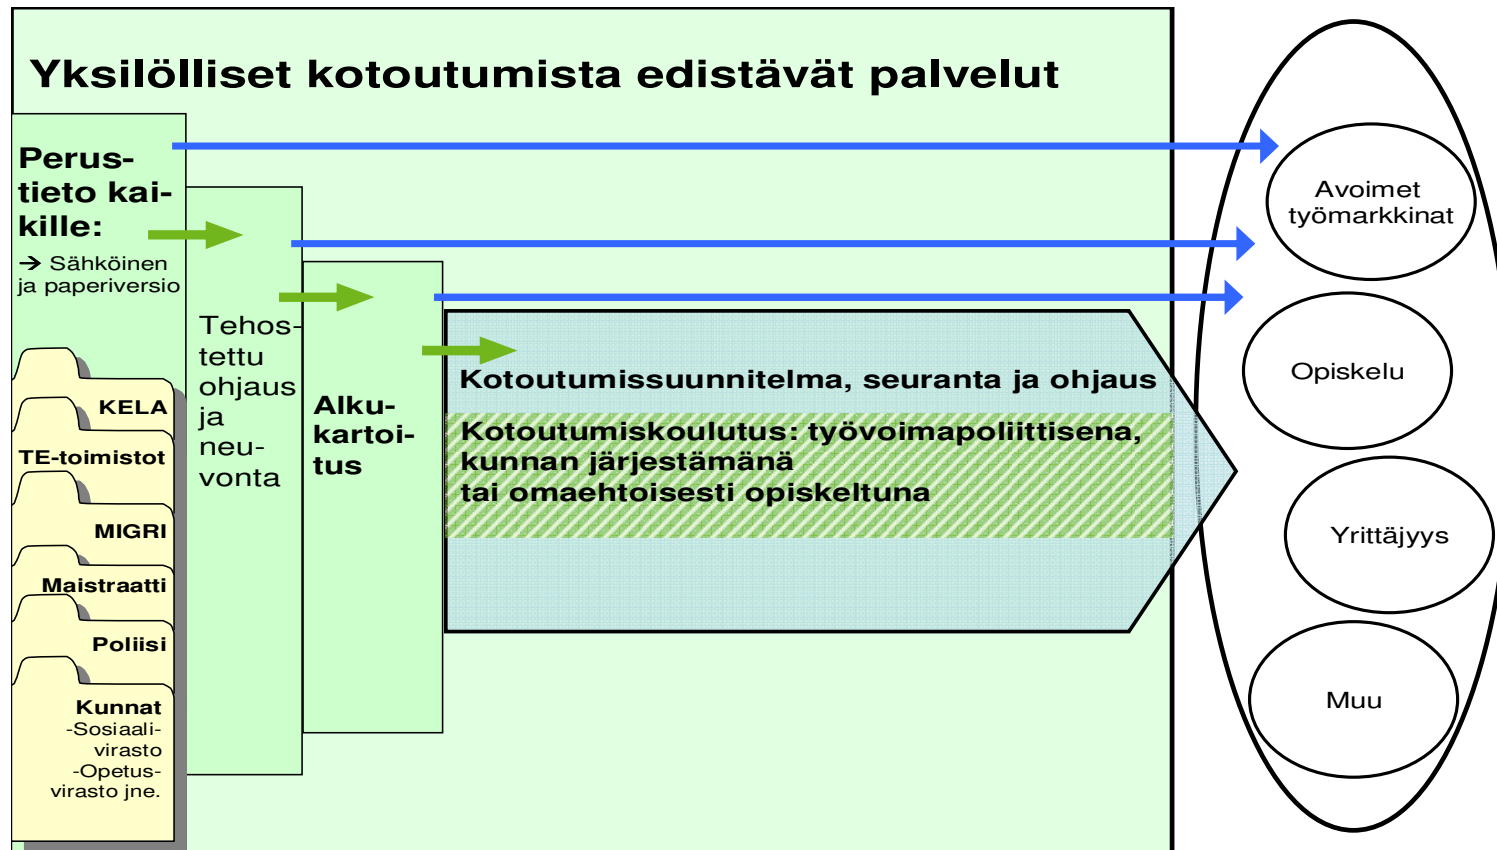 Yksilölliset kotoutumista edistävät palvelut
Perus-
tieto kai-
kille:
→ Sähköinen
ja paperiversio
KELA
TE-toimistot
MIGRI
Maistraatti
Poliisi
Kunnat
-Sosiaali-
virasto
-Opetus-
virasto jne.
Tehos-
tettu
ohjaus
ja
neu-
vonta
Alku-
kartoi-
tus
Kotoutumissuunnitelma, seuranta ja ohjaus
Kotoutumiskoulutus: työvoimapoliittisena,
kunnan järjestämänä
tai omaehtoisesti opiskeltuna
Avoimet
työmarkkinat
Opiskelu
Yrittäjyys
Muu